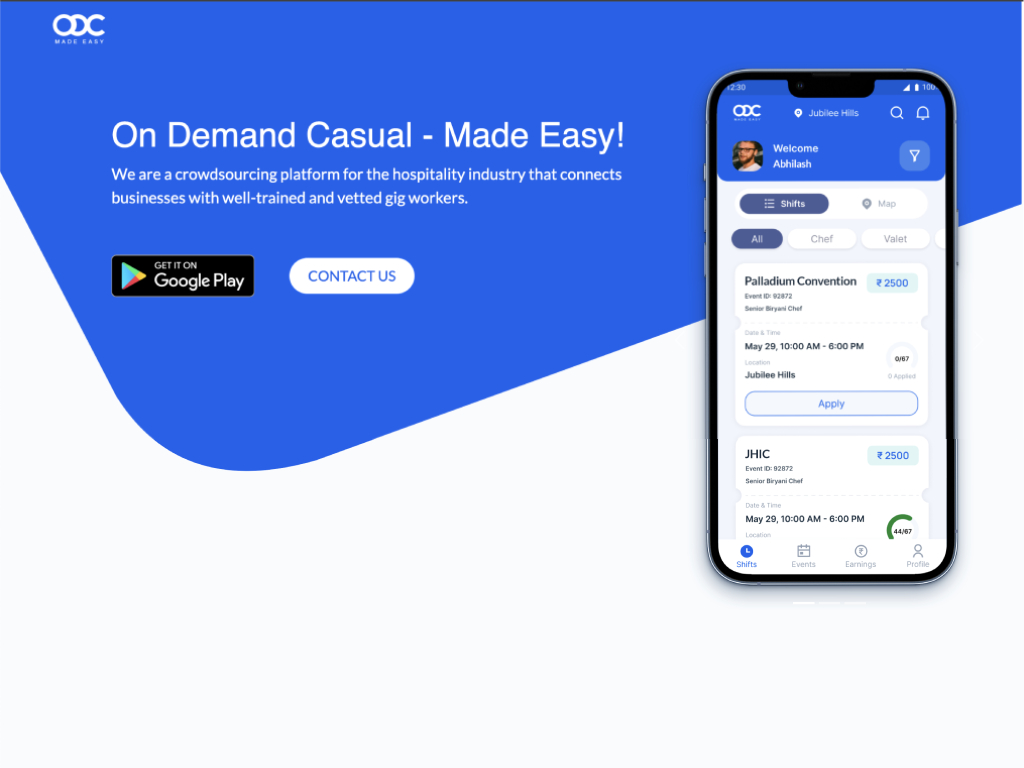 ODC
MADE EASY
On Demand Casual - Made Easy!
We are a crowdsourcing platform for the hospitality industry that connects
businesses with well-trained and vetted gig workers.
GET IT ON
Google Play
CONTACT US
12:30
100
ODC
MADE EASY
Jubilee Hills
Welcome
Abhilash
Shifts
Map
All
Chef
Valet
Palladium Convention
₹ 2500
Event ID: 92872
Senior Biryani Chef
Date & Time
May 29, 10:00 AM - 6:00 PM
0/67
Location
Jubilee Hills
0 Applied
Apply
JHIC
₹ 2500
Event ID: 92872
Senior Biryani Chef
Date & Time
May 29, 10:00 AM - 6:00 PM
44/67
Location
Shifts
Events
Earnings
Profile